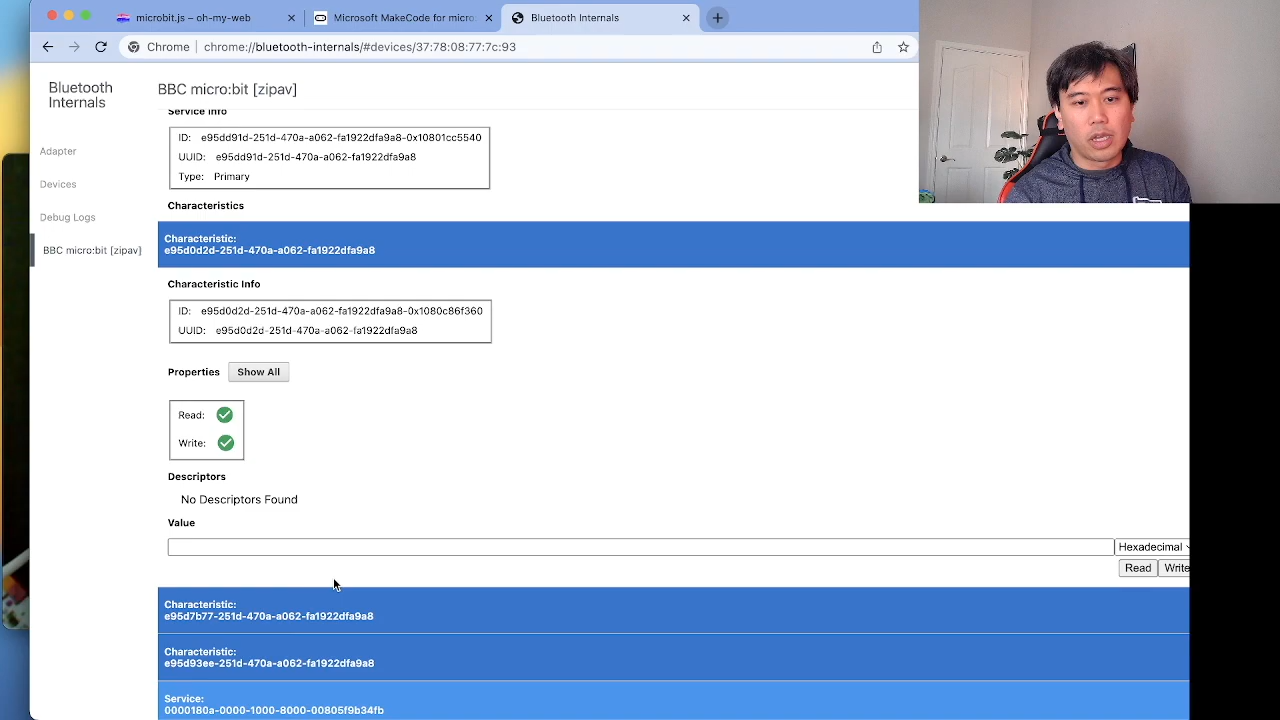 microbit.js – oh-my-web
Microsoft MakeCode for micro:
Bluetooth Internals
Chrome
chrome://bluetooth-internals/#devices/37:78:08:77:7c:93
Bluetooth
Internals
BBC micro:bit [zipav]
Adapter
Devices
Debug Logs
BBC micro:bit [zipav]
Service Info
ID: e95dd91d-251d-470a-a062-fa1922dfa9a8-0x10801cc5540
UUID: e95dd91d-251d-470a-a062-fa1922dfa9a8
Type: Primary
Characteristics
Characteristic:
e95d0d2d-251d-470a-a062-fa1922dfa9a8
Characteristic Info
ID: e95d0d2d-251d-470a-a062-fa1922dfa9a8-0x1080c86f360
UUID: e95d0d2d-251d-470a-a062-fa1922dfa9a8
Properties Show All
Read:
Write:
Descriptors
No Descriptors Found
Value
Hexadecimal
Read Write
Characteristic:
e95d7b77-251d-470a-a062-fa1922dfa9a8
Characteristic:
e95d93ee-251d-470a-a062-fa1922dfa9a8
Service:
0000180a-0000-1000-8000-00805f9b34fb